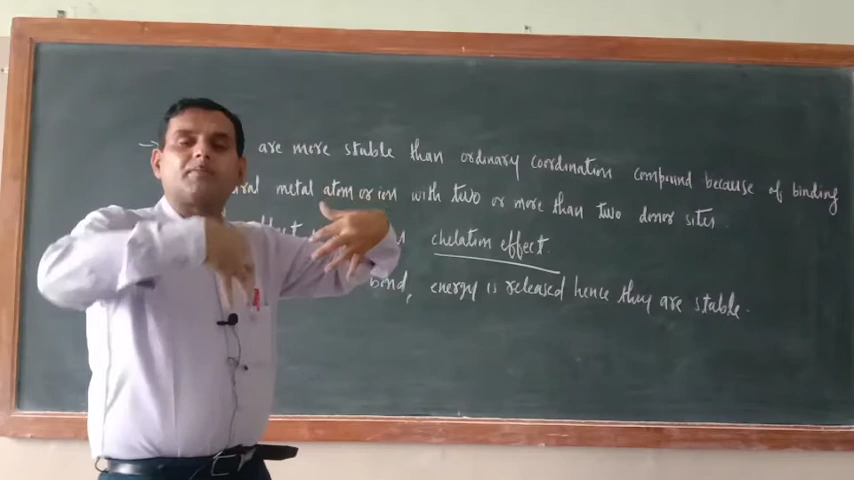 are more stable than ordinary coordination compound because of binding
metal atom or ion with two or more than two donor sites
chelation effect.
bond, energy is released hence they are stable.